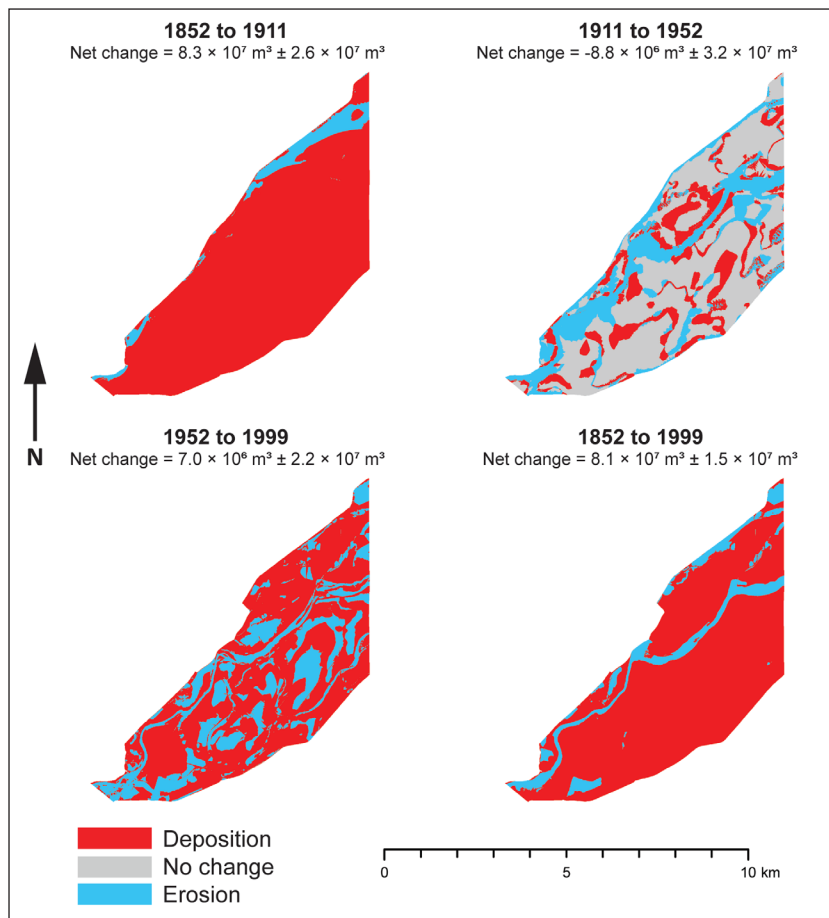 1852 to 1911
Net change = 8.3 × 10⁷ m³ ± 2.6 × 10⁷ m³
1911 to 1952
Net change = -8.8 × 10⁶ m³ ± 3.2 × 10⁷ m³
N
1952 to 1999
Net change = 7.0 × 10⁶ m³ ± 2.2 × 10⁷ m³
1852 to 1999
Net change = 8.1 × 10⁷ m³ ± 1.5 × 10⁷ m³
Deposition
No change
Erosion
0 5 10 km